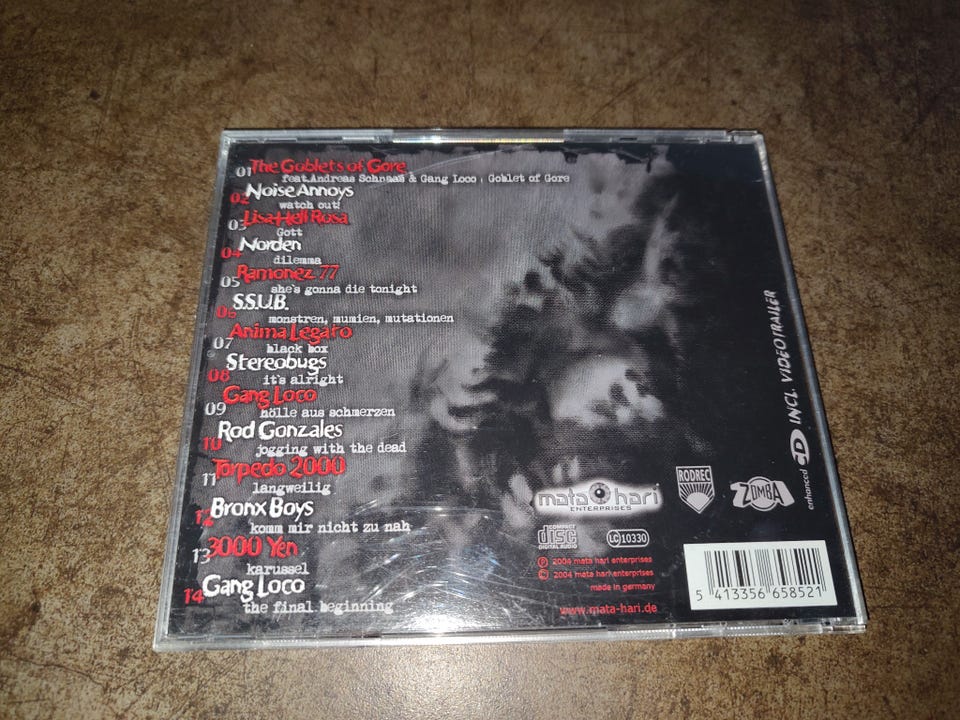 01 The Goblets of Gore
feat.Andreas Schnaas & Gang Loco : Goblet of Gore
02 Noise Annoys
watch out!
03 Lisa Hell Rosa
Gott
04 Norden
dilemma
05 Ramonez 77
she's gonna die tonight
06 S.S.U.B.
monstren, mumien, mutationen
07 Anima Legato
black box
08 Stereobugs
it's alright
09 Gang Loco
hölle aus schmerzen
10 Rod Gonzales
jogging with the dead
11 Torpedo 2000
langweilig
12 Bronx Boys
komm mir nicht zu nah
13 3000 Yen
karussel
14 Gang Loco
the final beginning
enhanced CD INCL. VIDEOTRAILER
mata hari
ENTERPRISES
RODREC
ZOMBA
COMPACT
disc
DIGITAL AUDIO
LC 10330
℗ 2004 mata hari enterprises
© 2004 mata hari enterprises
made in germany
www.mata-hari.de
5 413356 658521